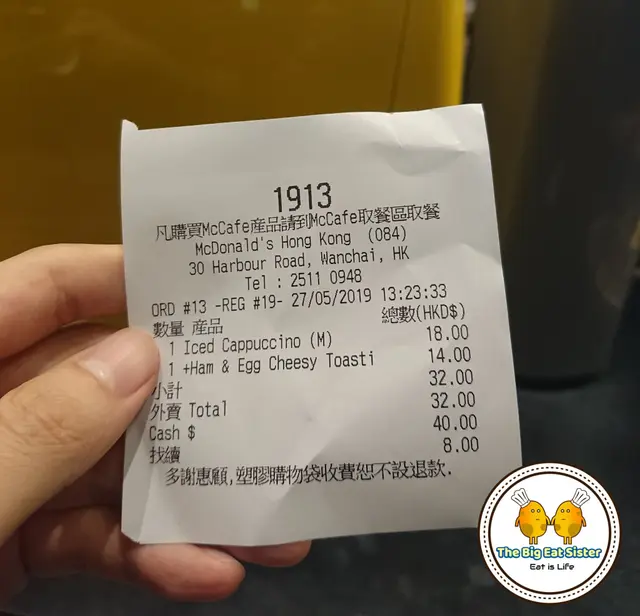 1913
凡購買McCafe産品請到McCafe取餐區取餐
McDonald's Hong Kong (084)
30 Harbour Road, Wanchai, HK
Tel : 2511 0948
ORD #13 -REG #19- 27/05/2019 13:23:33
數量 産品 總數(HKD$)
1 Iced Cappuccino (M) 18.00
1 +Ham & Egg Cheesy Toasti 14.00
小計 32.00
外賣 Total 32.00
Cash $ 40.00
找續 8.00
多謝惠顧,塑膠購物袋收費恕不設退款.
The Big Eat Sister
Eat is Life